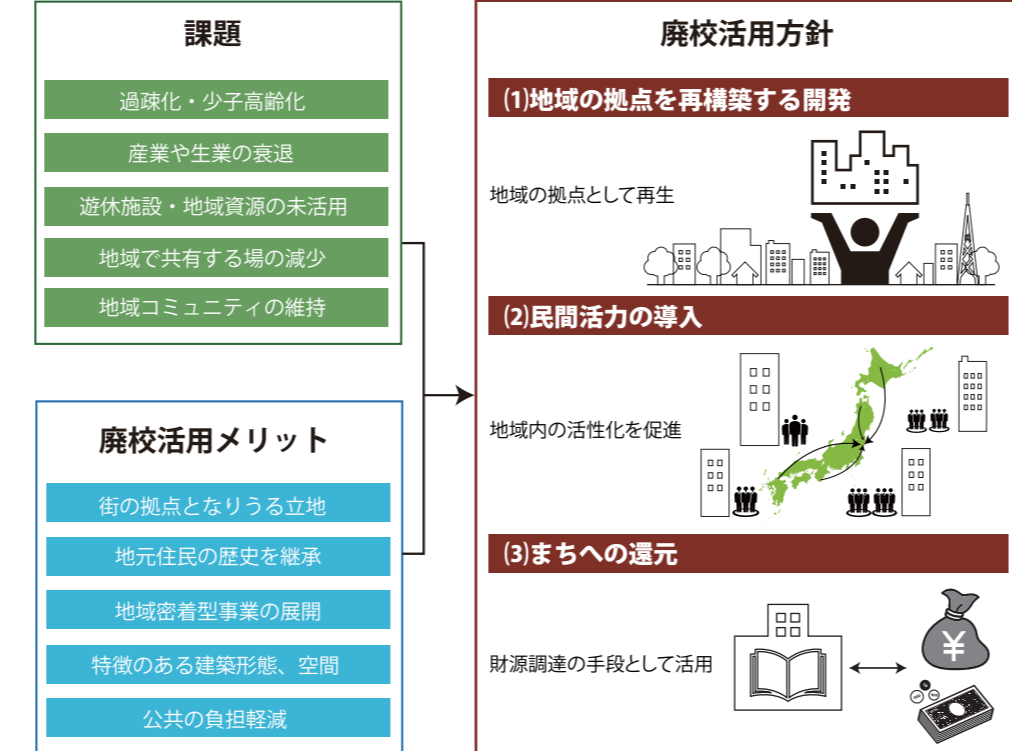 課題
過疎化・少子高齢化
産業や生業の衰退
遊休施設・地域資源の未活用
地域で共有する場の減少
地域コミュニティの維持
廃校活用メリット
街の拠点となりうる立地
地元住民の歴史を継承
地域密着型事業の展開
特徴のある建築形態、空間
公共の負担軽減
廃校活用方針
(1)地域の拠点を再構築する開発
地域の拠点として再生
(2)民間活力の導入
地域内の活性化を促進
(3)まちへの還元
財源調達の手段として活用
¥